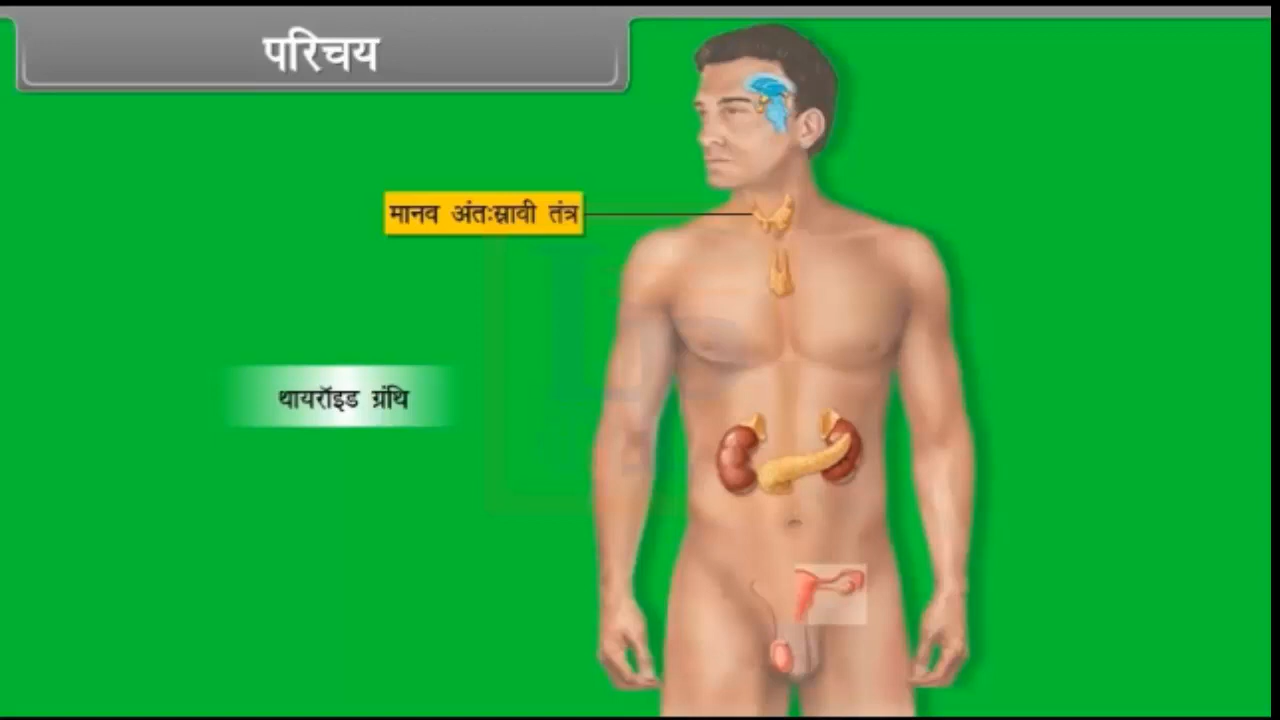 परिचय
मानव अंतःस्रावी तंत्र
थायरॉइड ग्रंथि